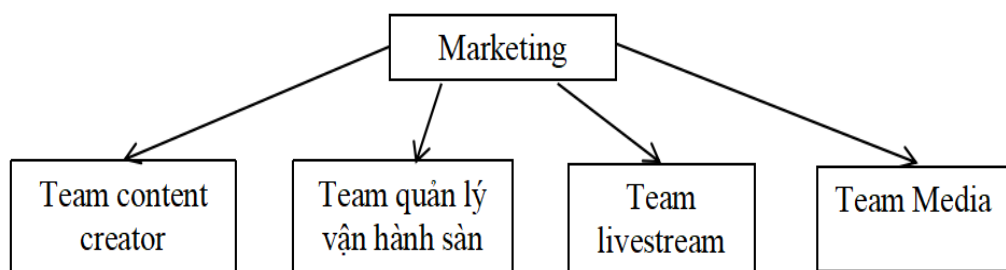 Marketing
Team content
creator
Team quản lý
vận hành sàn
Team
livestream
Team Media